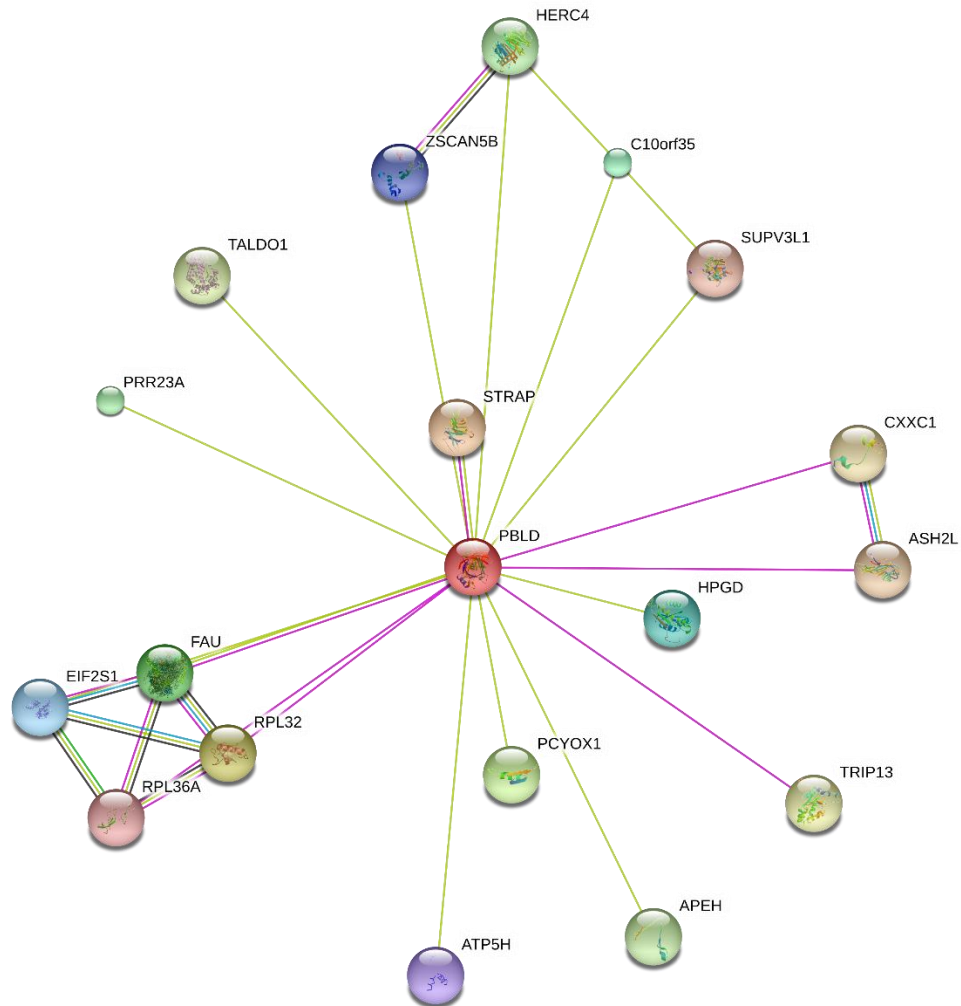 HERC4
ZSCAN5B
C10orf35
TALDO1
SUPV3L1
PRR23A
STRAP
CXXC1
PBLD
ASH2L
HPGD
FAU
EIF2S1
RPL32
PCYOX1
RPL36A
TRIP13
APEH
ATP5H